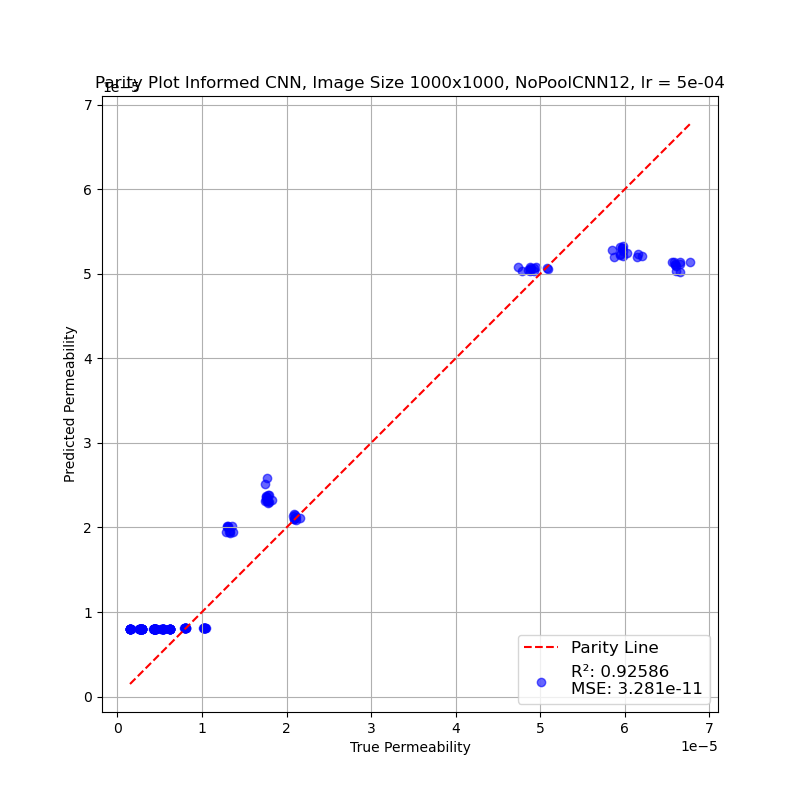 Parity Plot Informed CNN, Image Size 1000x1000, NoPoolCNN12, lr = 5e-04
1e−5
7
6
5
4
3
2
1
0
Predicted Permeability
Parity Line
R²: 0.92586
MSE: 3.281e-11
0 1 2 3 4 5 6 7
True Permeability
1e−5